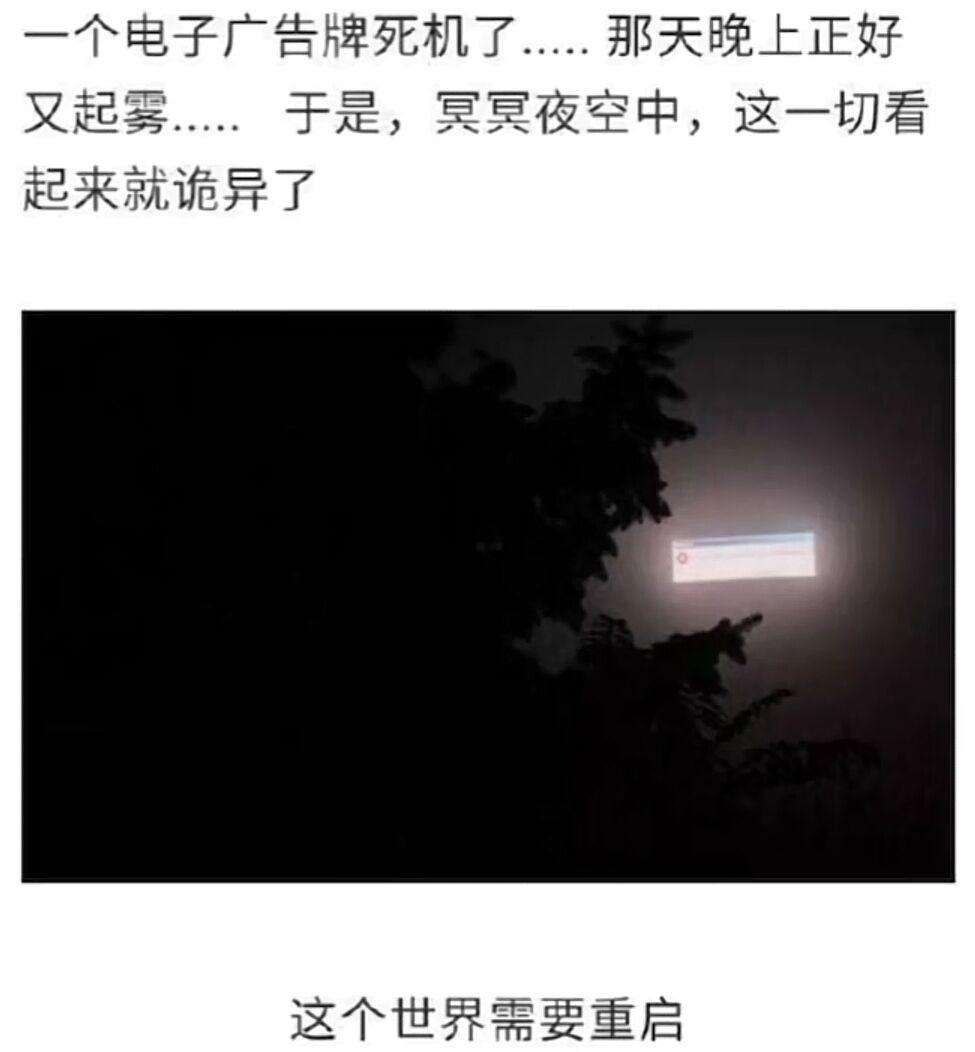 一个电子广告牌死机了..... 那天晚上正好
又起雾..... 于是，冥冥夜空中，这一切看
起来就诡异了
这个世界需要重启